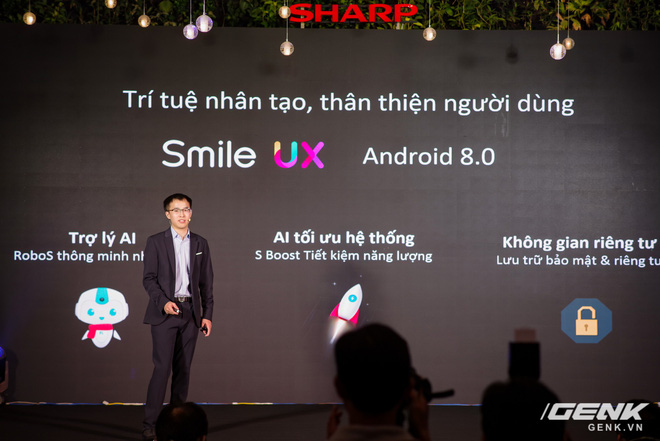 SHARP
Trí tuệ nhân tạo, thân thiện người dùng
Smile UX Android 8.0
Trợ lý AI
RoboS thông minh
AI tối ưu hệ thống
S Boost Tiết kiệm năng lượng
Không gian riêng tư
Lưu trữ bảo mật & riêng tư
GENK
GENK.VN